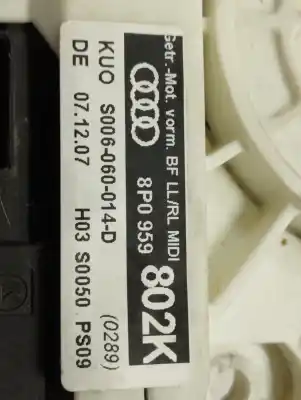 Getr.-Mot. vorm. BF LL/RL MIDI
8P0 959 802K
KUO S006-060-014-D (0289)
DE 07.12.07 H03 S0050 PS09